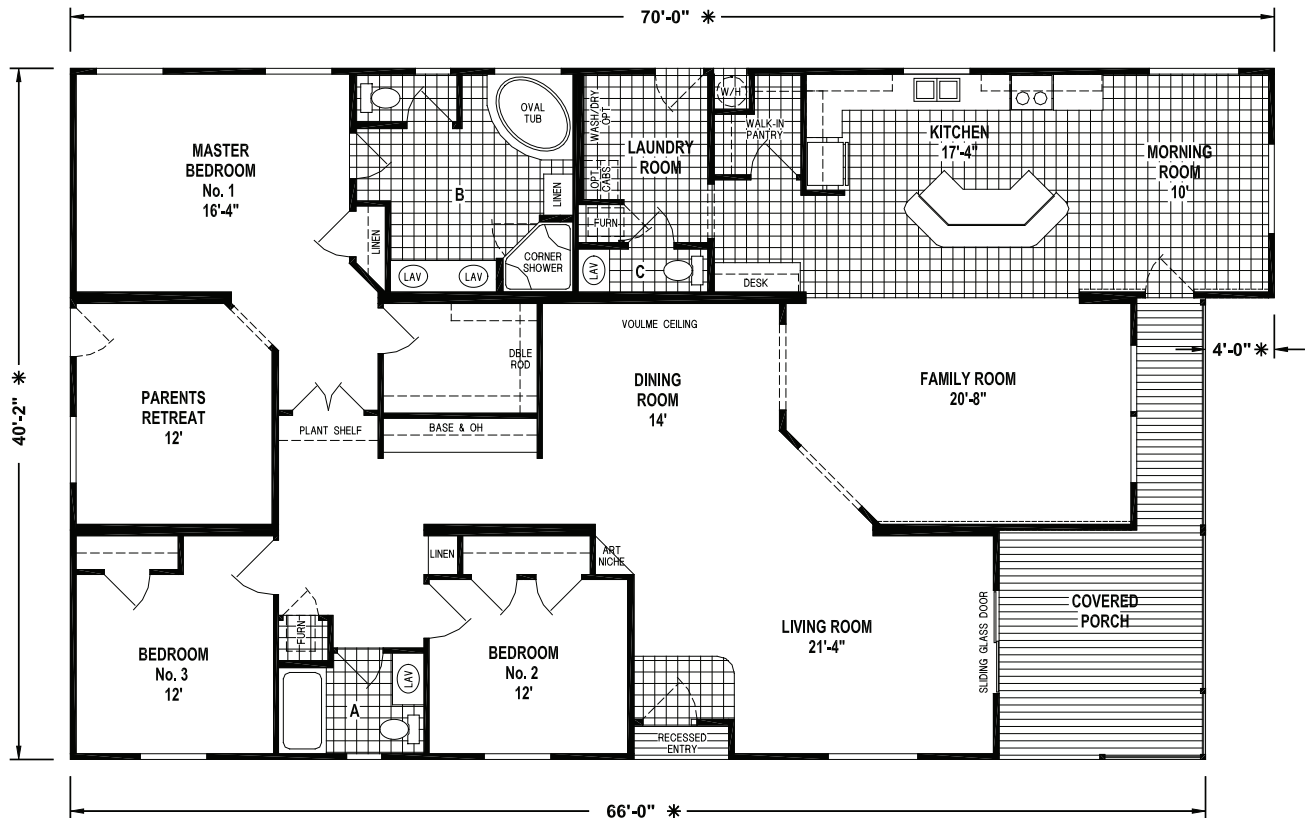 70'-0" ✳
40'-2" ✳
MASTER
BEDROOM
No. 1
16'-4"
OVAL
TUB
B
LINEN
LINEN
LAV
LAV
CORNER
SHOWER
WASH/DRY
OPT
OPT
CABS
LAUNDRY
ROOM
FURN
LAV
C
W/H
WALK-IN
PANTRY
DESK
KITCHEN
17'-4"
MORNING
ROOM
10'
4'-0" ✳
PARENTS
RETREAT
12'
PLANT SHELF
DBLE
ROD
BASE & OH
VOULME CEILING
DINING
ROOM
14'
FAMILY ROOM
20'-8"
BEDROOM
No. 3
12'
FURN
A
LAV
LINEN
ART
NICHE
BEDROOM
No. 2
12'
RECESSED
ENTRY
LIVING ROOM
21'-4"
SLIDING GLASS DOOR
COVERED
PORCH
66'-0" ✳